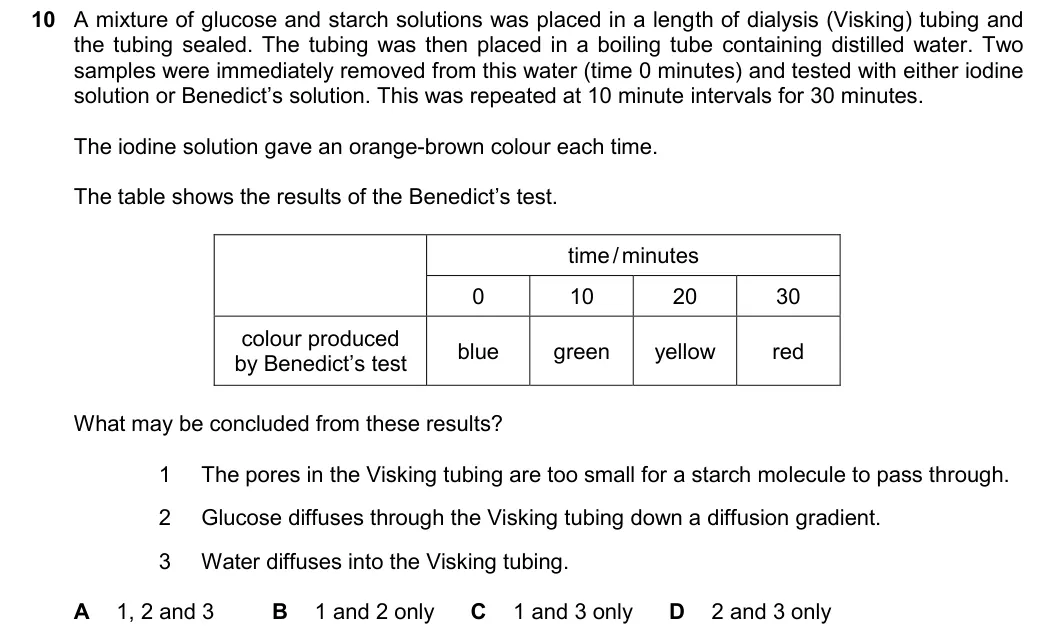 10 A mixture of glucose and starch solutions was placed in a length of dialysis (Visking) tubing and
the tubing sealed. The tubing was then placed in a boiling tube containing distilled water. Two
samples were immediately removed from this water (time 0 minutes) and tested with either iodine
solution or Benedict's solution. This was repeated at 10 minute intervals for 30 minutes.
The iodine solution gave an orange-brown colour each time.
The table shows the results of the Benedict's test.
time / minutes
0 10 20 30
colour produced
by Benedict's test
blue green yellow red
What may be concluded from these results?
1 The pores in the Visking tubing are too small for a starch molecule to pass through.
2 Glucose diffuses through the Visking tubing down a diffusion gradient.
3 Water diffuses into the Visking tubing.
A 1, 2 and 3 B 1 and 2 only C 1 and 3 only D 2 and 3 only